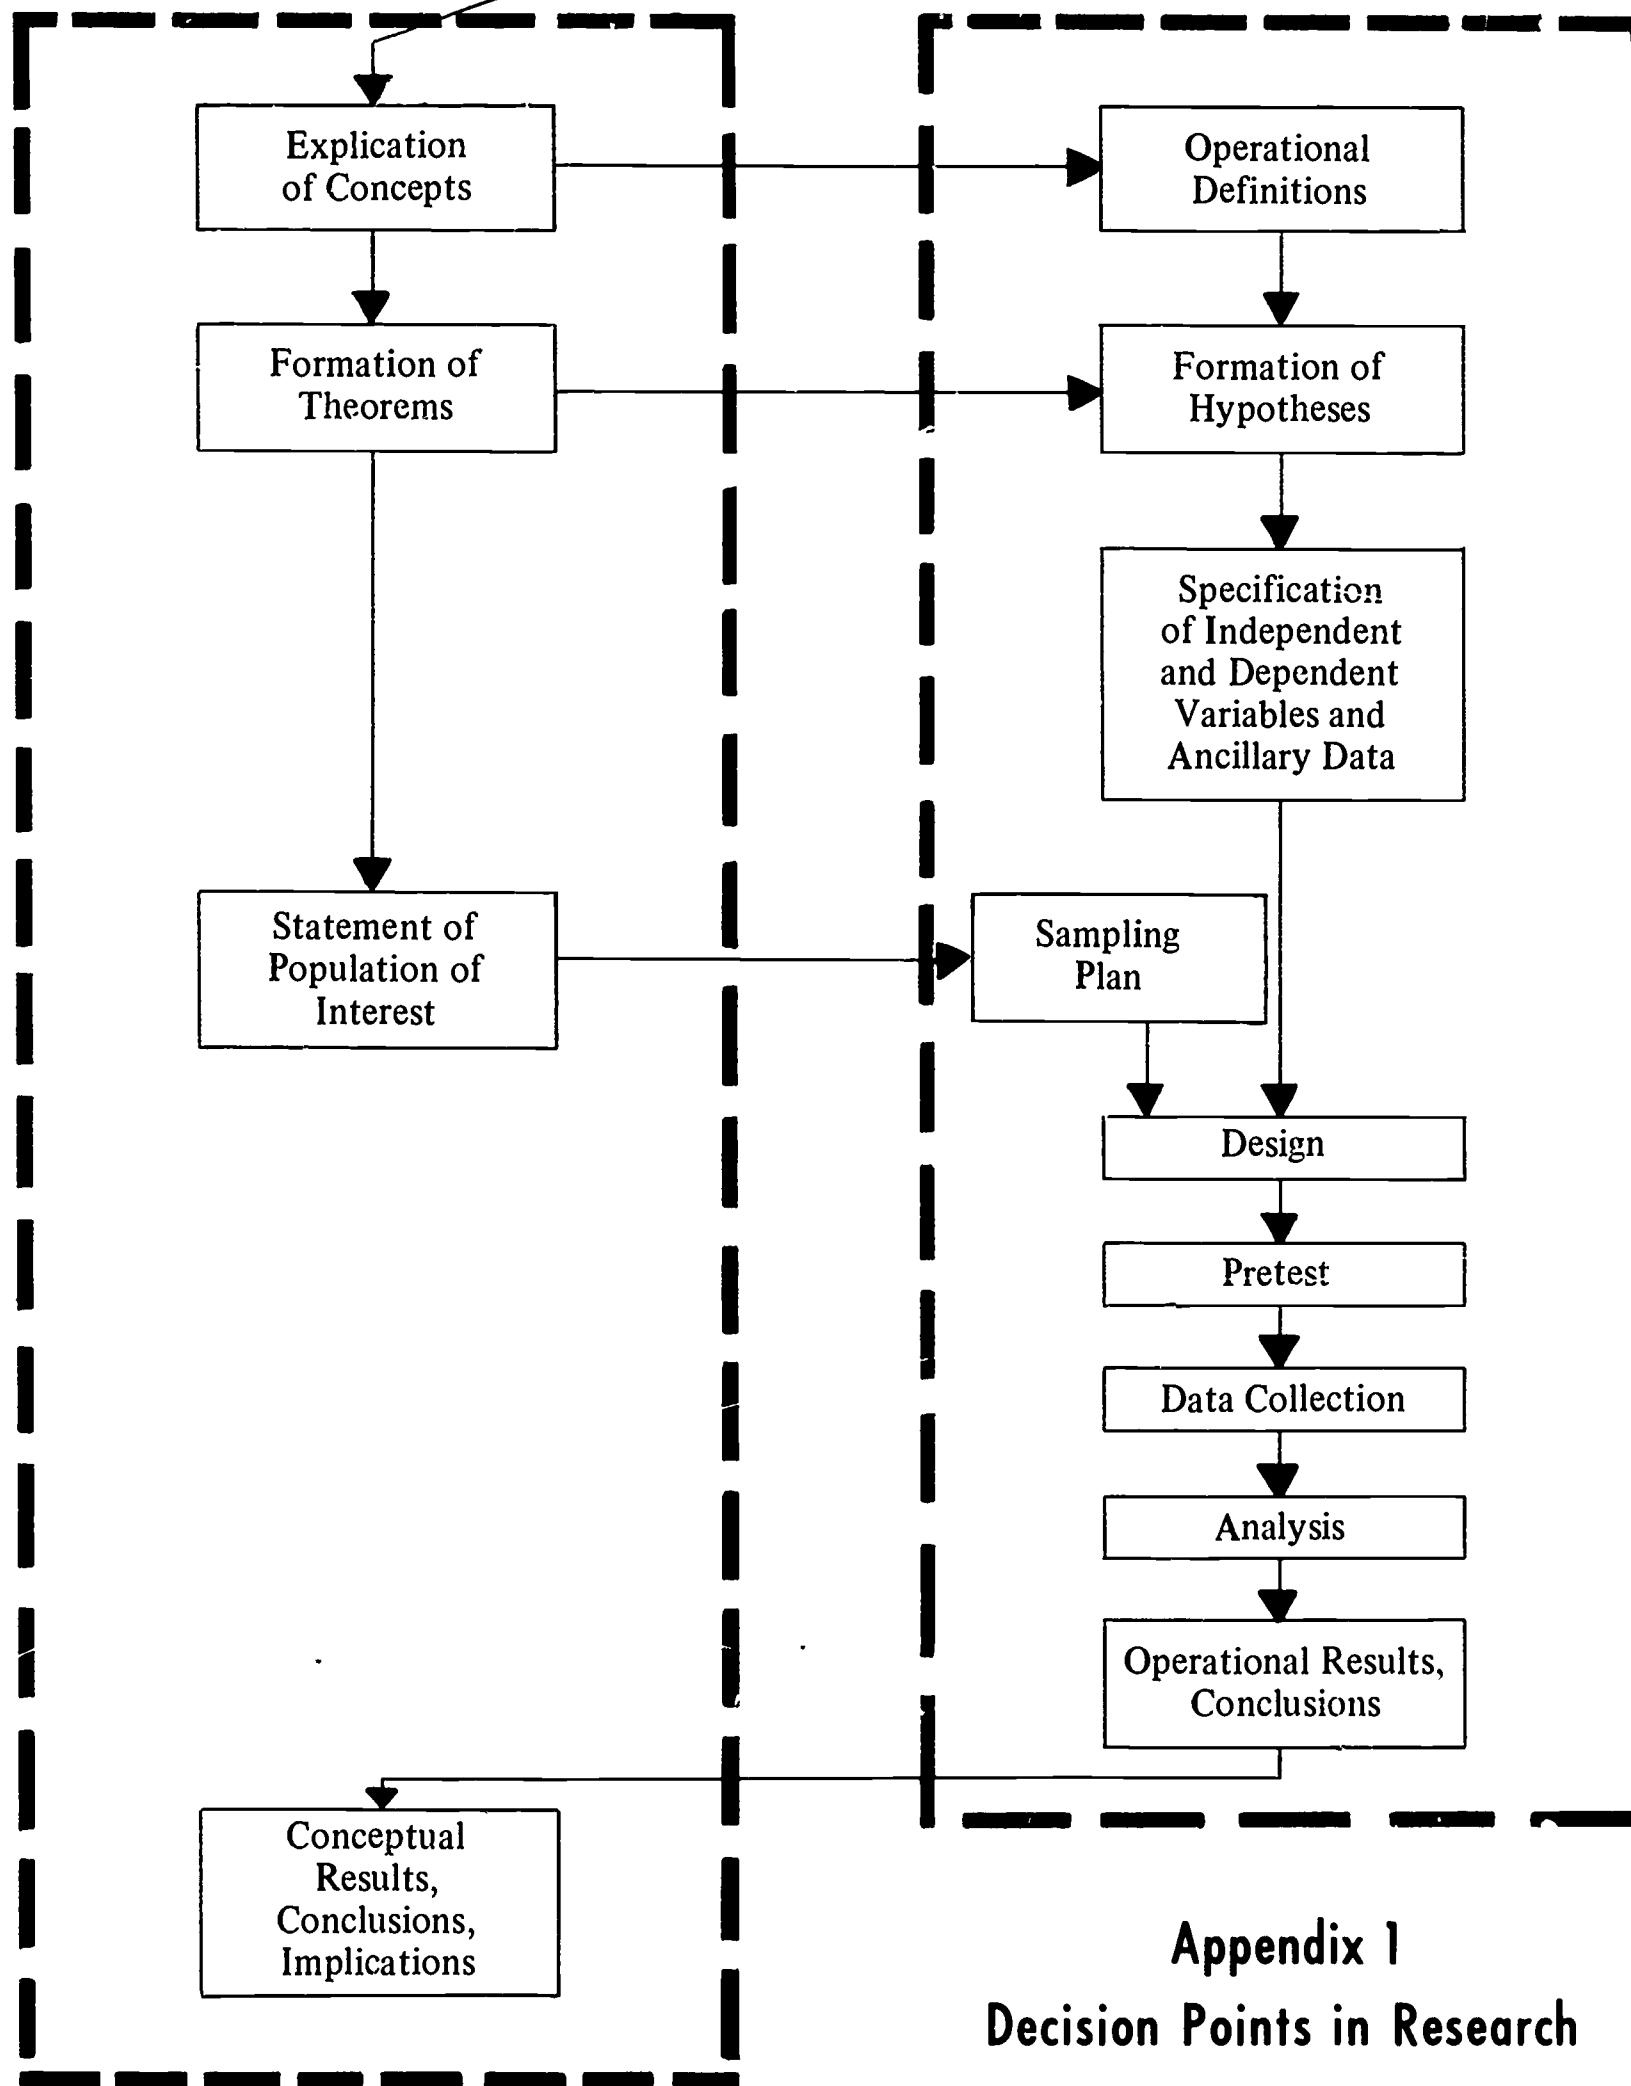 Explication
of Concepts
Operational
Definitions
Formation of
Theorems
Formation of
Hypotheses
Specification
of Independent
and Dependent
Variables and
Ancillary Data
Statement of
Population of
Interest
Sampling
Plan
Design
Pretest
Data Collection
Analysis
Operational Results,
Conclusions
Conceptual
Results,
Conclusions,
Implications
Appendix 1
Decision Points in Research